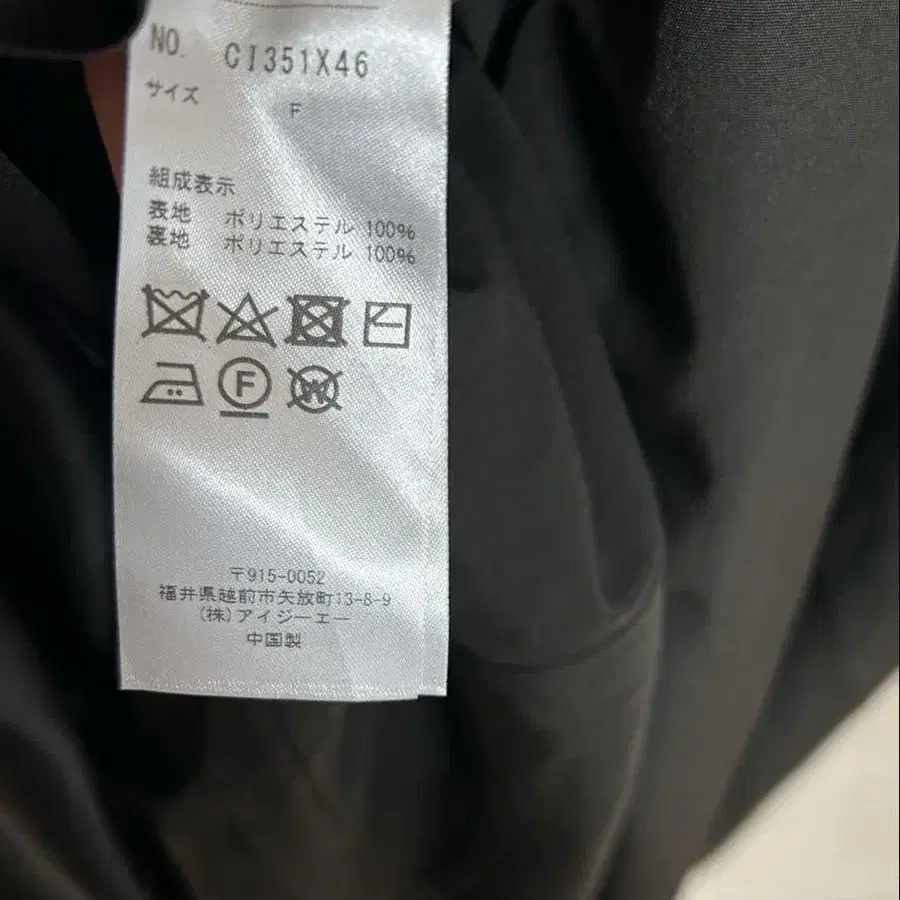 NO. CI351X46
サイズ F
組成表示
表地 ポリエステル 100%
裏地 ポリエステル 100%
F
W
〒915-0052
福井県越前市矢放町13-8-9
(株)アイジーエー
中国製